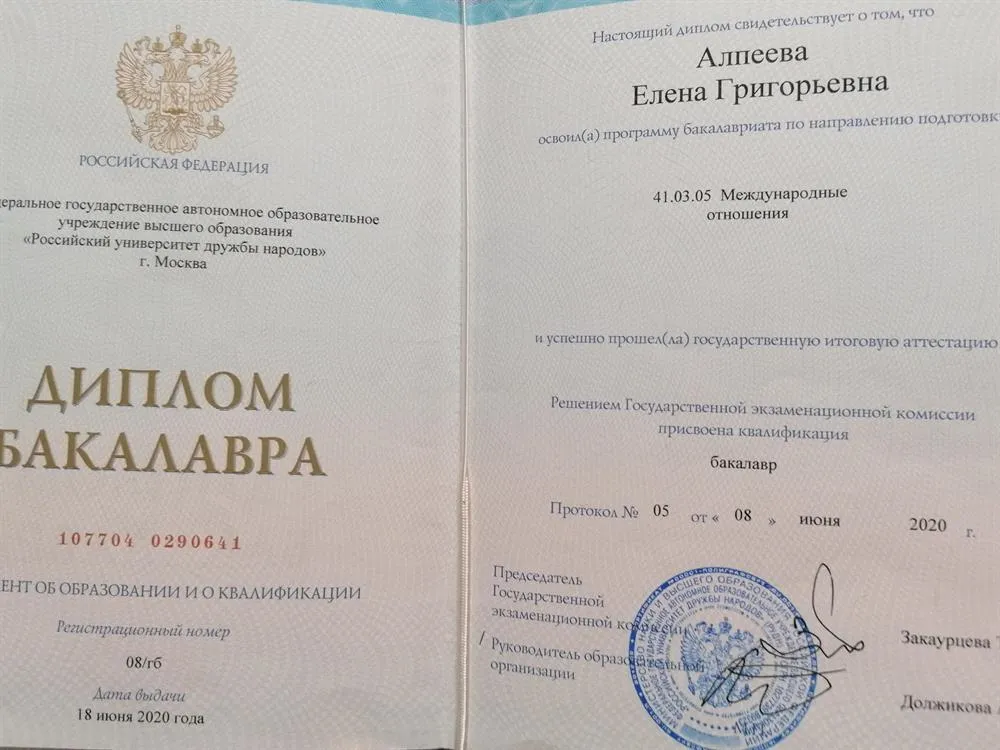 РОССИЙСКАЯ ФЕДЕРАЦИЯ
деральное государственное автономное образовательное
учреждение высшего образования
«Российский университет дружбы народов»
г. Москва
ДИПЛОМ
БАКАЛАВРА
107704 0290641
ЕНТ ОБ ОБРАЗОВАНИИ И О КВАЛИФИКАЦИИ
Регистрационный номер
08/гб
Дата выдачи
18 июня 2020 года
Настоящий диплом свидетельствует о том, что
Алпеева
Елена Григорьевна
освоил(а) программу бакалавриата по направлению подготовк
41.03.05 Международные
отношения
и успешно прошел(ла) государственную итоговую аттестацию
Решением Государственной экзаменационной комиссии
присвоена квалификация
бакалавр
Протокол № 05 от « 08 » июня 2020 г.
Председатель
Государственной
экзаменационной комиссии
Закаурцева
/ Руководитель образовательной
организации
Должикова